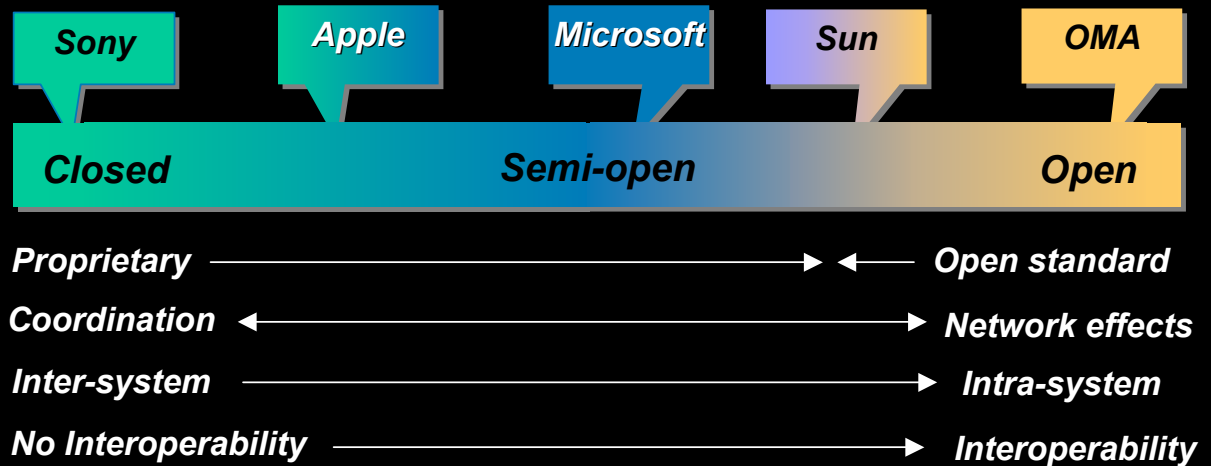 Sony Apple Microsoft Sun OMA
Closed Semi-open Open
Proprietary Open standard
Coordination Network effects
Inter-system Intra-system
No Interoperability Interoperability